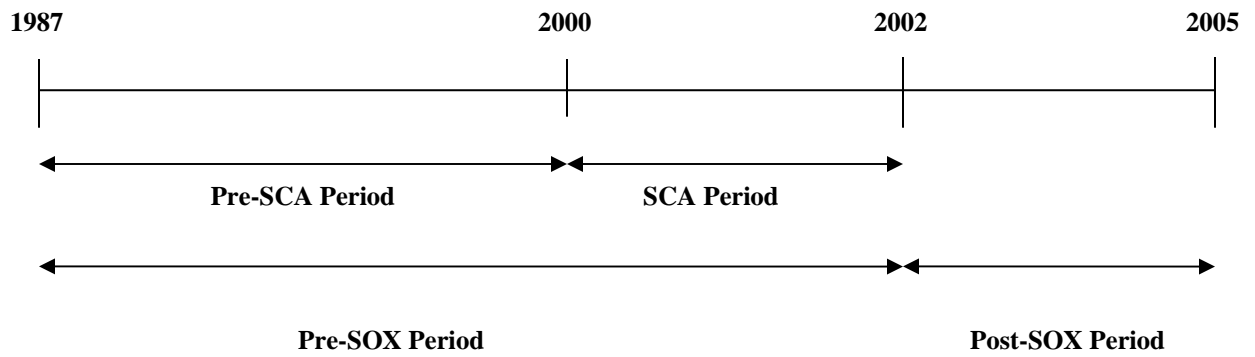 1987 2000 2002 2005
Pre-SCA Period SCA Period
Pre-SOX Period Post-SOX Period